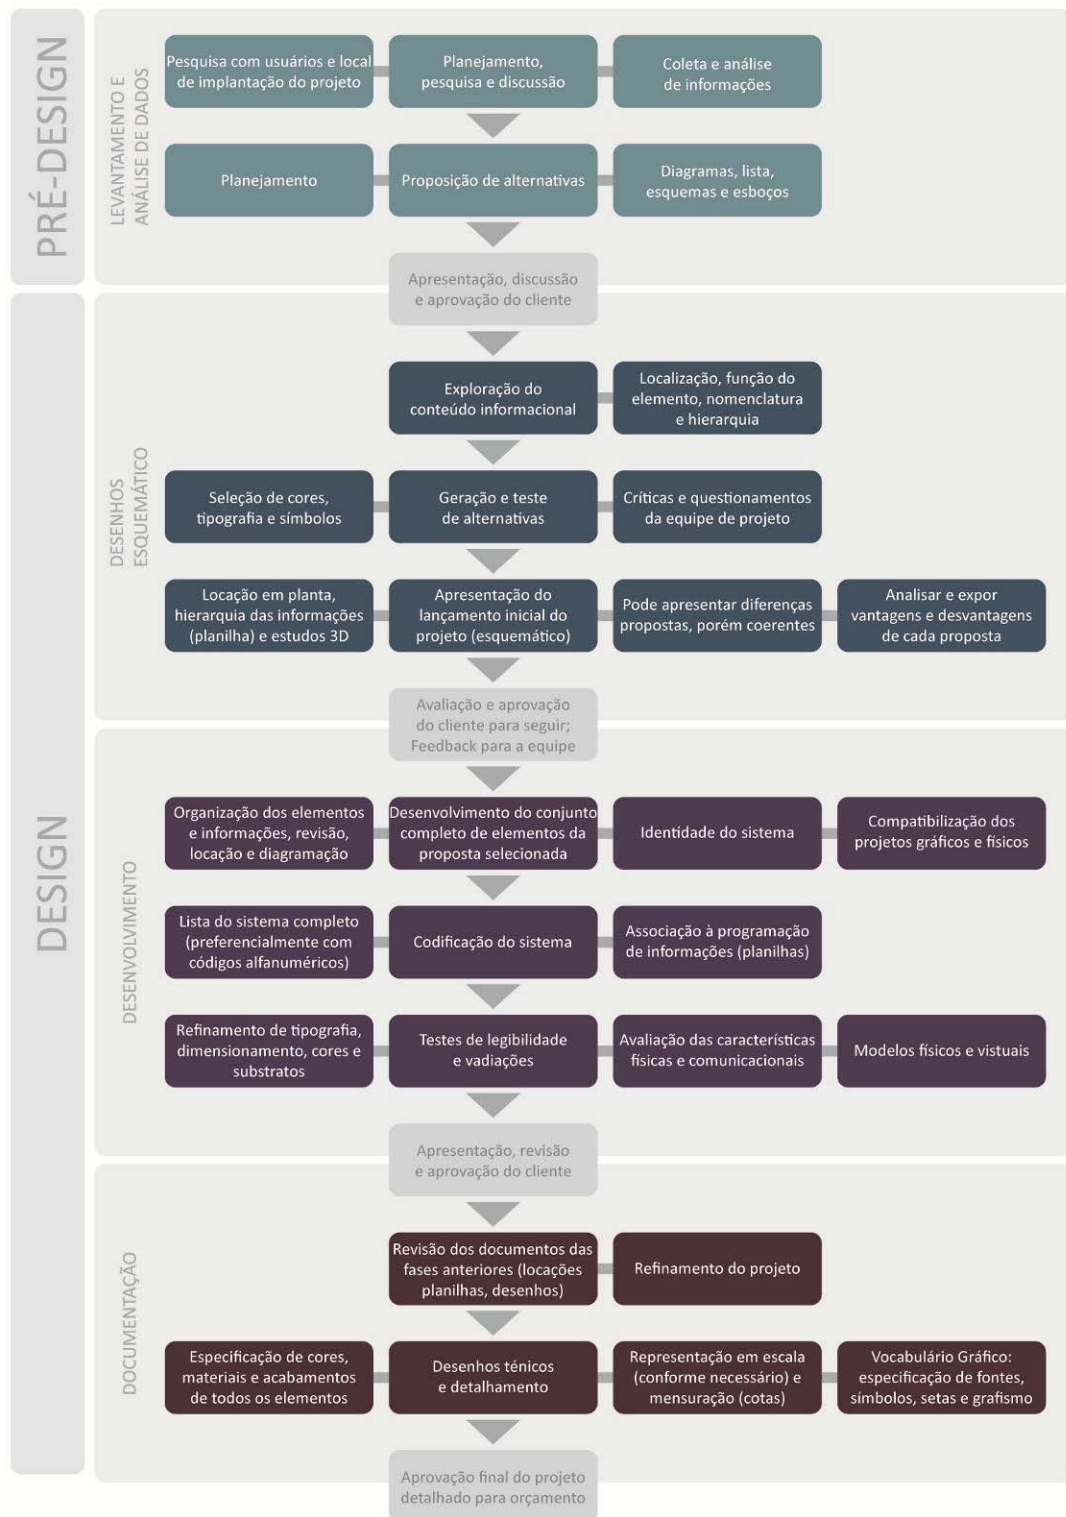 PRÉ-DESIGN
LEVANTAMENTO E
ANÁLISE DE DADOS
Pesquisa com usuários e local
de implantação do projeto
Planejamento,
pesquisa e discussão
Coleta e análise
de informações
Planejamento
Proposição de alternativas
Diagramas, lista,
esquemas e esboços
Apresentação, discussão
e aprovação do cliente
DESIGN
DESENHOS
ESQUEMÁTICO
Exploração do
conteúdo informacional
Localização, função do
elemento, nomenclatura
e hierarquia
Seleção de cores,
tipografia e símbolos
Geração e teste
de alternativas
Críticas e questionamentos
da equipe de projeto
Locação em planta,
hierarquia das informações
(planilha) e estudos 3D
Apresentação do
lançamento inicial do
projeto (esquemático)
Pode apresentar diferenças
propostas, porém coerentes
Analisar e expor
vantagens e desvantagens
de cada proposta
Avaliação e aprovação
do cliente para seguir;
Feedback para a equipe
DESENVOLVIMENTO
Organização dos elementos
e informações, revisão,
locação e diagramação
Desenvolvimento do conjunto
completo de elementos da
proposta selecionada
Identidade do sistema
Compatibilização dos
projetos gráficos e físicos
Lista do sistema completo
(preferencialmente com
códigos alfanuméricos)
Codificação do sistema
Associação à programação
de informações (planilhas)
Refinamento de tipografia,
dimensionamento, cores e
substratos
Testes de legibilidade
e vadiações
Avaliação das características
físicas e comunicacionais
Modelos físicos e vistuais
Apresentação, revisão
e aprovação do cliente
DOCUMENTAÇÃO
Revisão dos documentos das
fases anteriores (locações
planilhas, desenhos)
Refinamento do projeto
Especificação de cores,
materiais e acabamentos
de todos os elementos
Desenhos ténicos
e detalhamento
Representação em escala
(conforme necessário) e
mensuração (cotas)
Vocabulário Gráfico:
especificação de fontes,
símbolos, setas e grafismo
Aprovação final do projeto
detalhado para orçamento